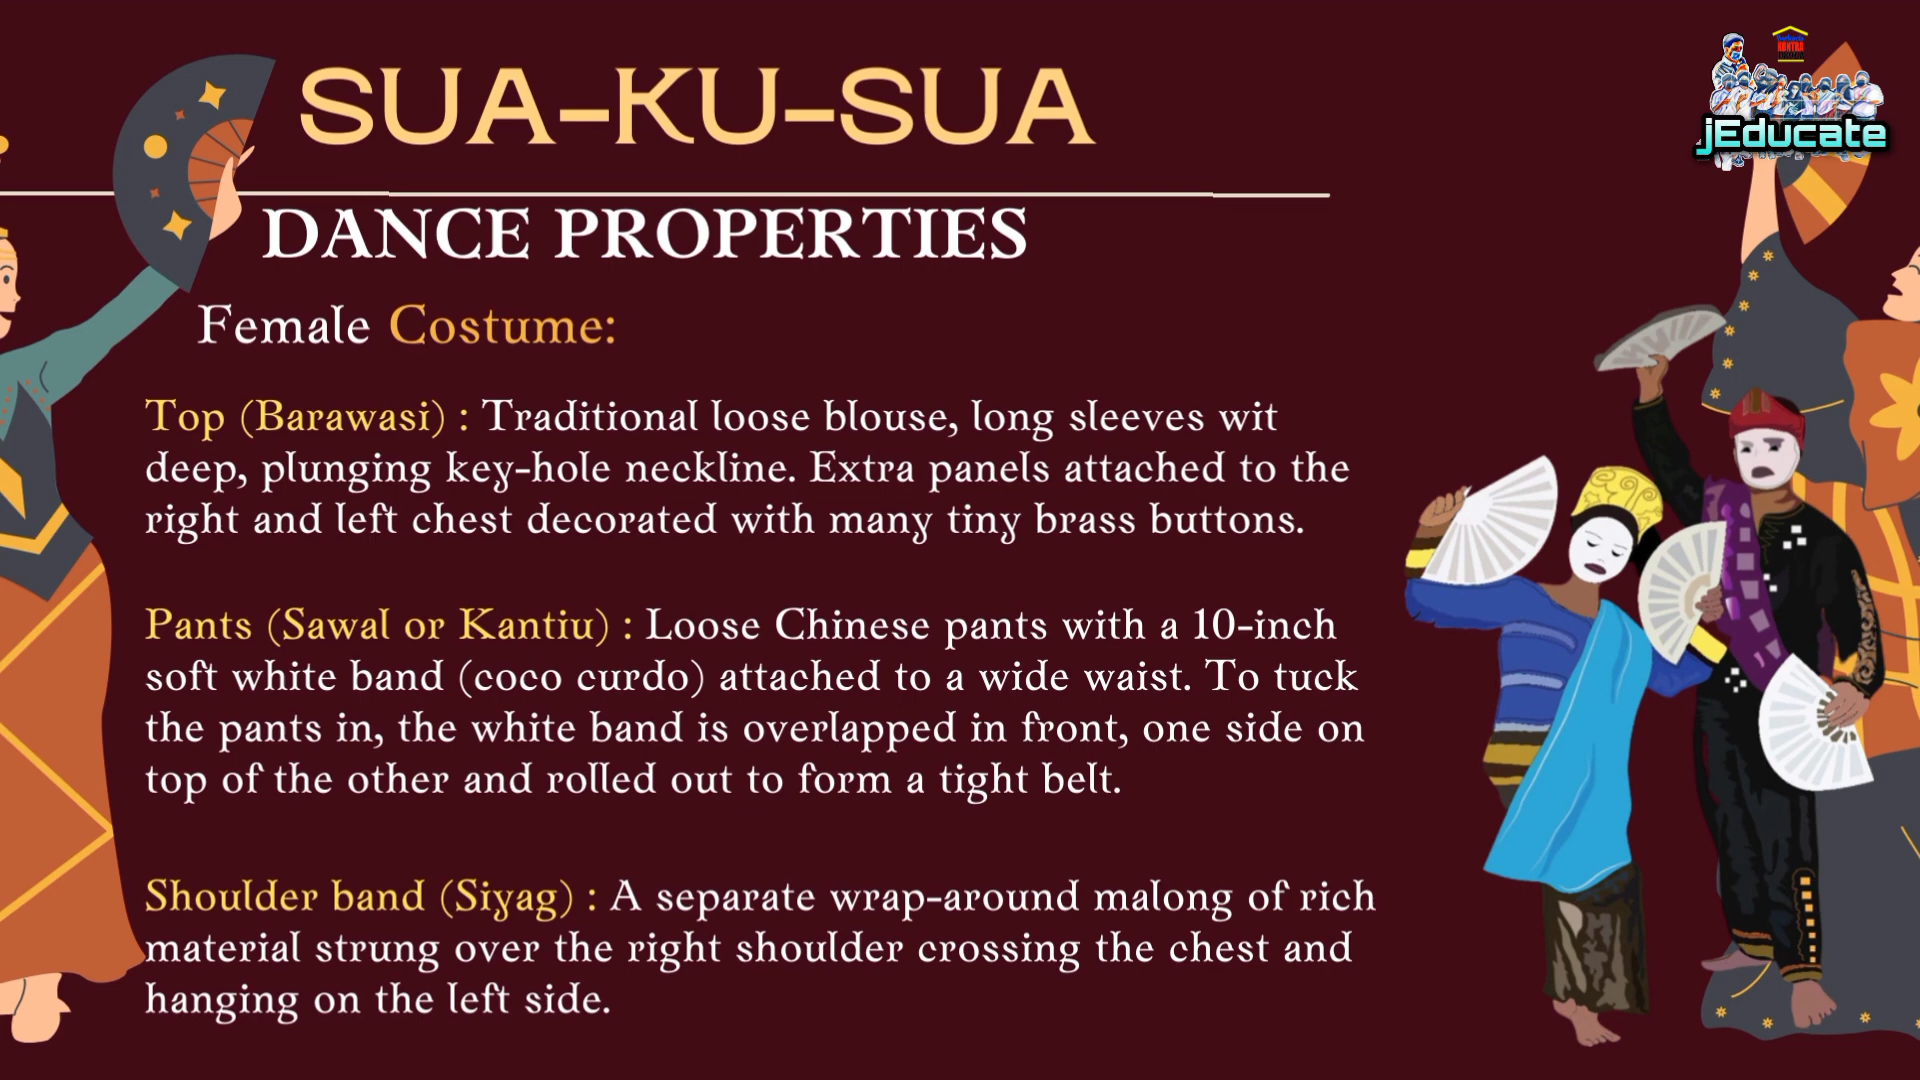 SUA-KU-SUA
DANCE PROPERTIES
Female Costume:
Top (Barawasi) : Traditional loose blouse, long sleeves wit
deep, plunging key-hole neckline. Extra panels attached to the
right and left chest decorated with many tiny brass buttons.
Pants (Sawal or Kantiu) : Loose Chinese pants with a 10-inch
soft white band (coco curdo) attached to a wide waist. To tuck
the pants in, the white band is overlapped in front, one side on
top of the other and rolled out to form a tight belt.
Shoulder band (Siyag) : A separate wrap-around malong of rich
material strung over the right shoulder crossing the chest and
hanging on the left side.
KONTRA
jEducate